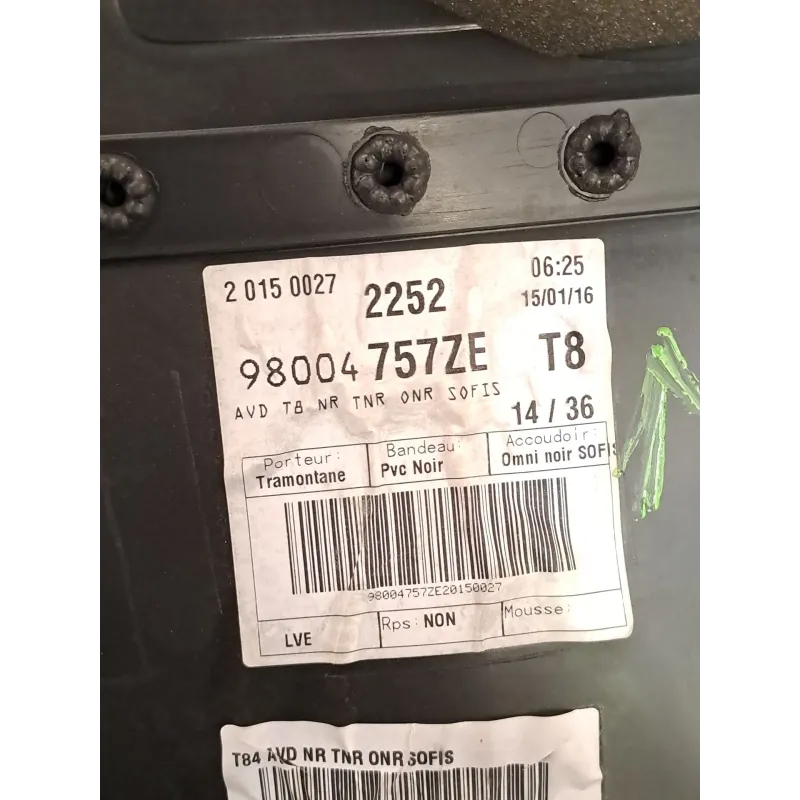 2 015 0027 2252 06:25
15/01/16
98004 757ZE T8
AVD T8 NR TNR ONR SOFIS
14 / 36
Porteur: Bandeau: Accoudoir:
Tramontane Pvc Noir Omni noir SOFIS
98004757ZE20150027
LVE Rps: NON Mousse:
T84 AVD NR TNR ONR SOFIS